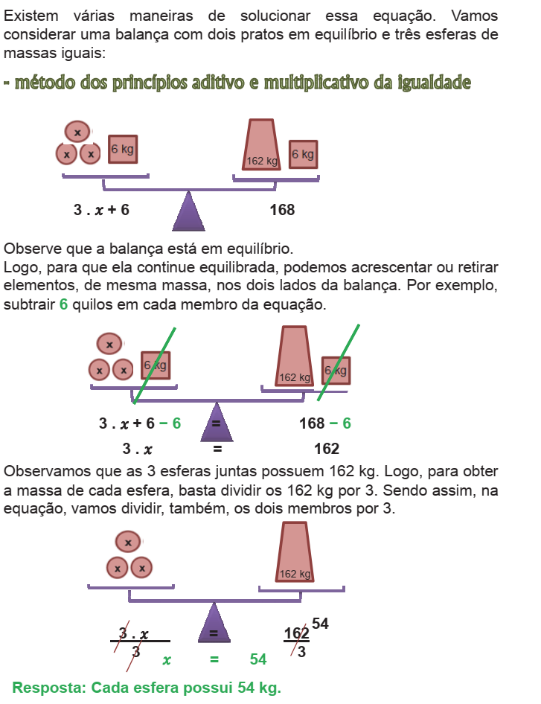 Existem várias maneiras de solucionar essa equação. Vamos
considerar uma balança com dois pratos em equilíbrio e três esferas de
massas iguais:
- método dos princípios aditivo e multiplicativo da igualdade
x
x x 6 kg
162 kg 6 kg
3 . x + 6 168
Observe que a balança está em equilíbrio.
Logo, para que ela continue equilibrada, podemos acrescentar ou retirar
elementos, de mesma massa, nos dois lados da balança. Por exemplo,
subtrair 6 quilos em cada membro da equação.
x
x x 6 kg
162 kg 6 kg
3 . x + 6 − 6 = 168 − 6
3 . x = 162
Observamos que as 3 esferas juntas possuem 162 kg. Logo, para obter
a massa de cada esfera, basta dividir os 162 kg por 3. Sendo assim, na
equação, vamos dividir, também, os dois membros por 3.
x
x x
162 kg
3 . x = 162 54
3 3
x = 54
Resposta: Cada esfera possui 54 kg.